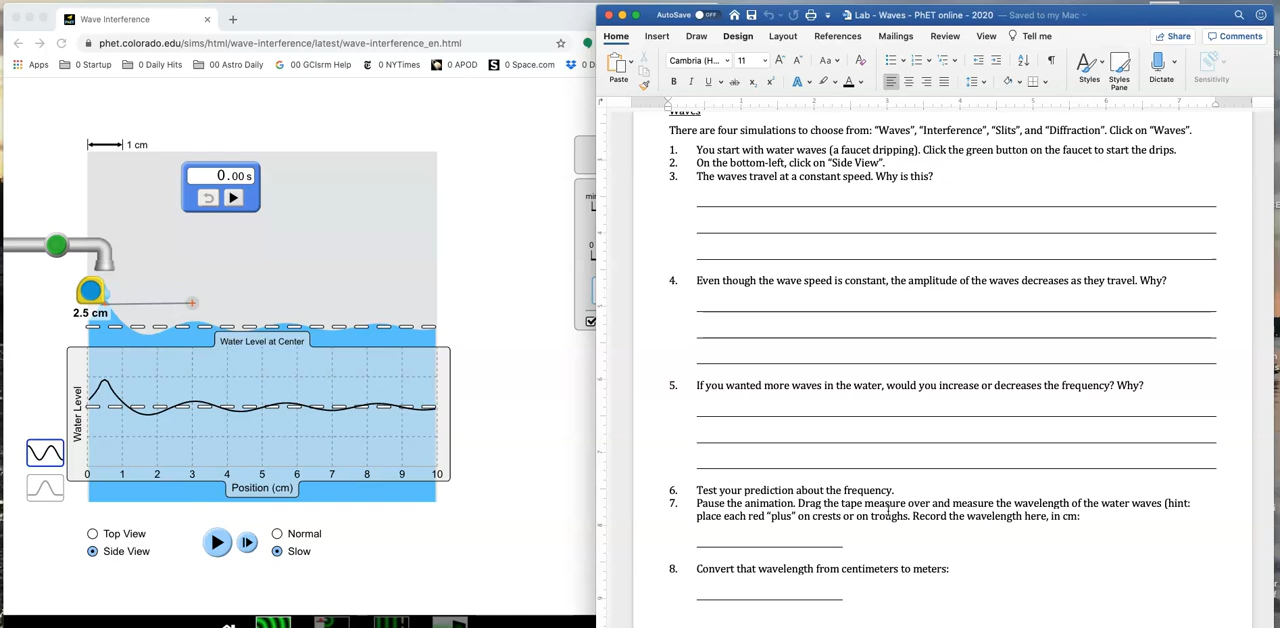 Wave Interference
phet.colorado.edu/sims/html/wave-interference/latest/wave-interference_en.html
Apps 0 Startup 0 Daily Hits 00 Astro Daily 00 GClsrm Help 0 NYTimes 0 APOD 0 Space.com
1 cm
0.00 s
2.5 cm
Water Level at Center
Water Level
0 1 2 3 4 5 6 7 8 9 10
Position (cm)
Top View
Side View
Normal
Slow
AutoSave OFF
Lab - Waves - PhET online - 2020 — Saved to my Mac
Home Insert Draw Design Layout References Mailings Review View Tell me
Share Comments
Paste
Cambria (H... 11
Styles
Styles Pane
Dictate
Sensitivity
Waves
There are four simulations to choose from: “Waves”, “Interference”, “Slits”, and “Diffraction”. Click on “Waves”.
1. You start with water waves (a faucet dripping). Click the green button on the faucet to start the drips.
2. On the bottom-left, click on “Side View”.
3. The waves travel at a constant speed. Why is this?
4. Even though the wave speed is constant, the amplitude of the waves decreases as they travel. Why?
5. If you wanted more waves in the water, would you increase or decreases the frequency? Why?
6. Test your prediction about the frequency.
7. Pause the animation. Drag the tape measure over and measure the wavelength of the water waves (hint:
place each red “plus” on crests or on troughs. Record the wavelength here, in cm:
8. Convert that wavelength from centimeters to meters: